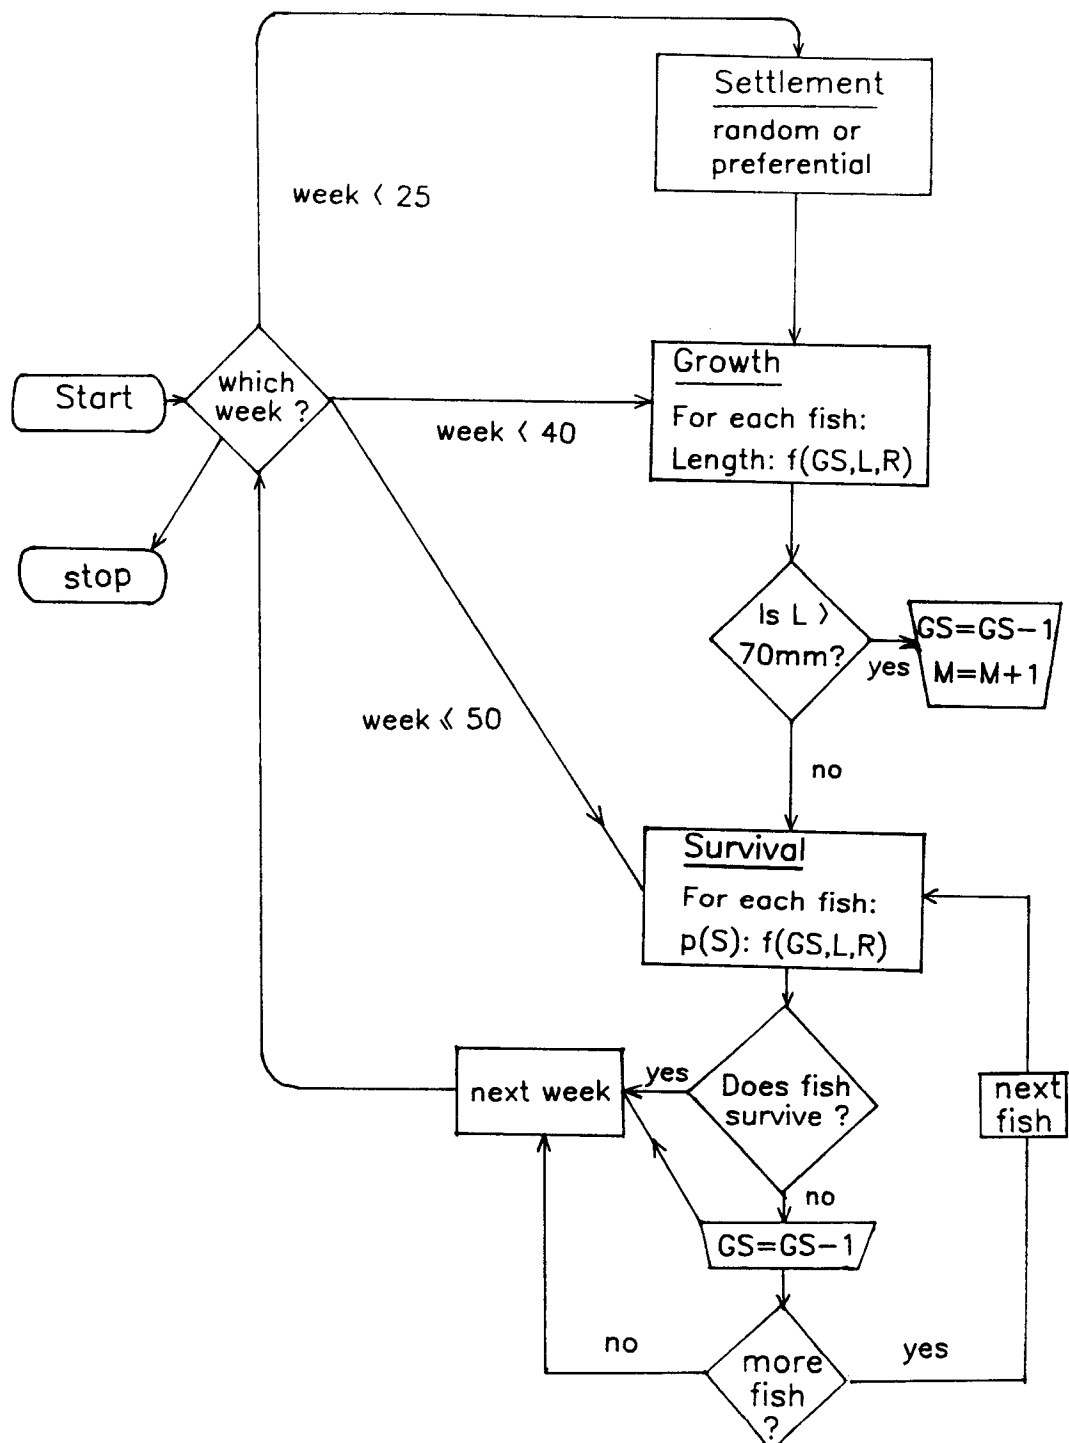 Settlement
random or
preferential
week < 25
Start
which
week ?
week < 40
Growth
For each fish:
Length: f(GS,L,R)
stop
Is L >
70mm?
yes
GS=GS-1
M=M+1
week ⩽ 50
no
Survival
For each fish:
p(S): f(GS,L,R)
next week
yes
Does fish
survive ?
next
fish
no
GS=GS-1
no
more
fish
?
yes